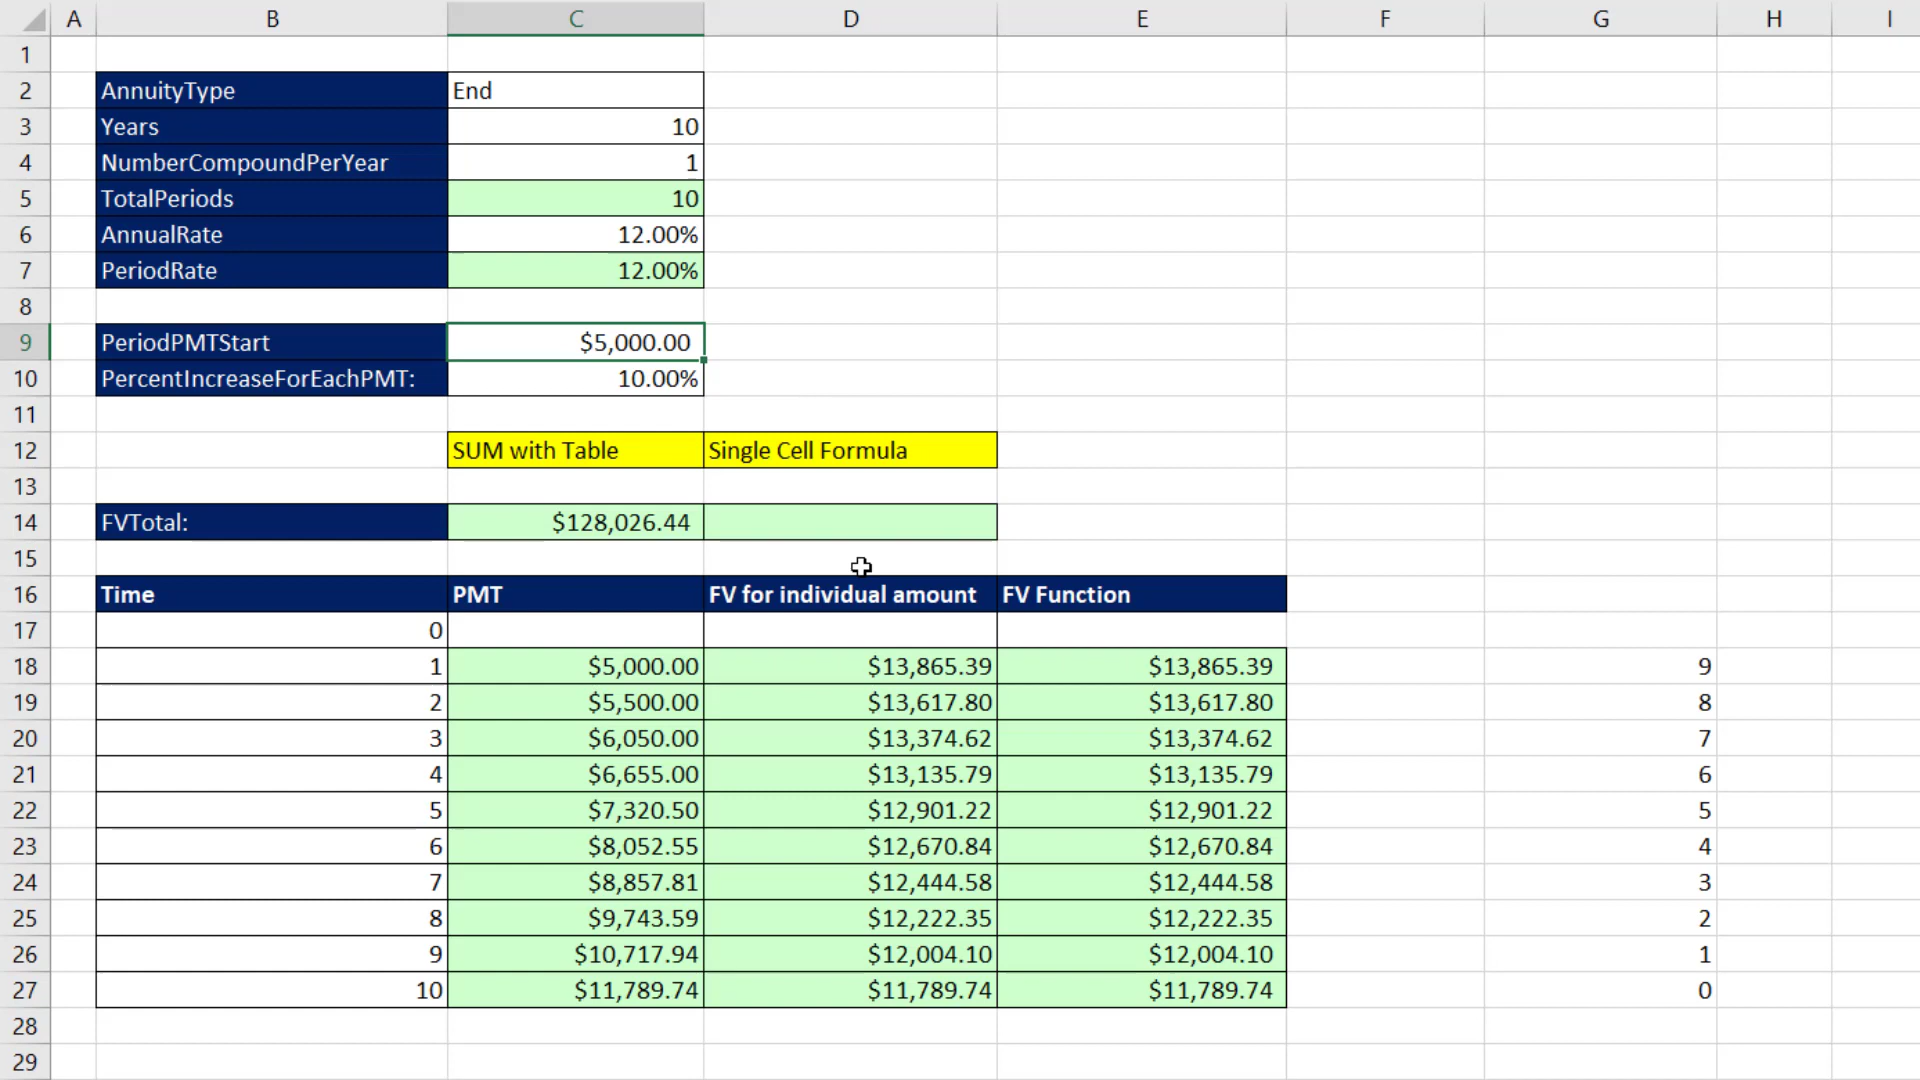 A B C D E F G H I
1
2 AnnuityType End
3 Years 10
4 NumberCompoundPerYear 1
5 TotalPeriods 10
6 AnnualRate 12.00%
7 PeriodRate 12.00%
8
9 PeriodPMTStart $5,000.00
10 PercentIncreaseForEachPMT: 10.00%
11
12 SUM with Table Single Cell Formula
13
14 FVTotal: $128,026.44
15
16 Time PMT FV for individual amount FV Function
17 0
18 1 $5,000.00 $13,865.39 $13,865.39 9
19 2 $5,500.00 $13,617.80 $13,617.80 8
20 3 $6,050.00 $13,374.62 $13,374.62 7
21 4 $6,655.00 $13,135.79 $13,135.79 6
22 5 $7,320.50 $12,901.22 $12,901.22 5
23 6 $8,052.55 $12,670.84 $12,670.84 4
24 7 $8,857.81 $12,444.58 $12,444.58 3
25 8 $9,743.59 $12,222.35 $12,222.35 2
26 9 $10,717.94 $12,004.10 $12,004.10 1
27 10 $11,789.74 $11,789.74 $11,789.74 0
28
29